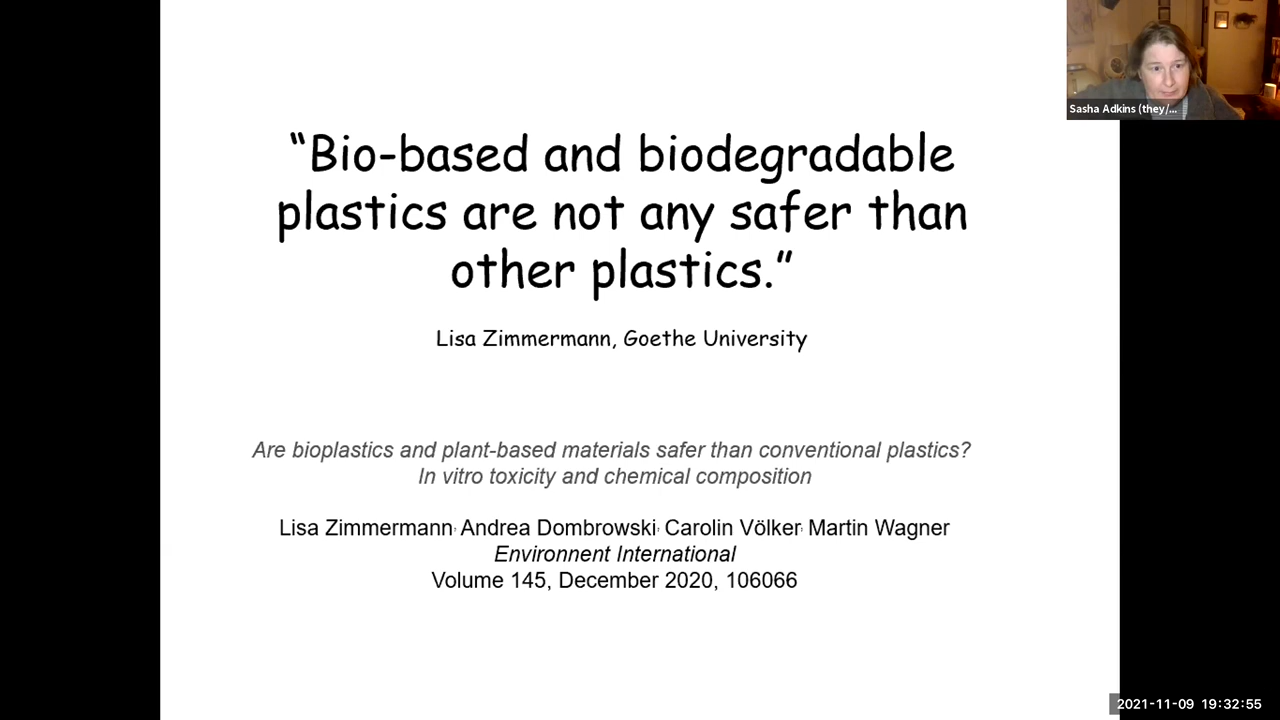 Sasha Adkins (they/...
“Bio-based and biodegradable
plastics are not any safer than
other plastics.”
Lisa Zimmermann, Goethe University
Are bioplastics and plant-based materials safer than conventional plastics?
In vitro toxicity and chemical composition
Lisa Zimmermann, Andrea Dombrowski, Carolin Völker, Martin Wagner
Environnent International
Volume 145, December 2020, 106066
2021-11-09 19:32:55